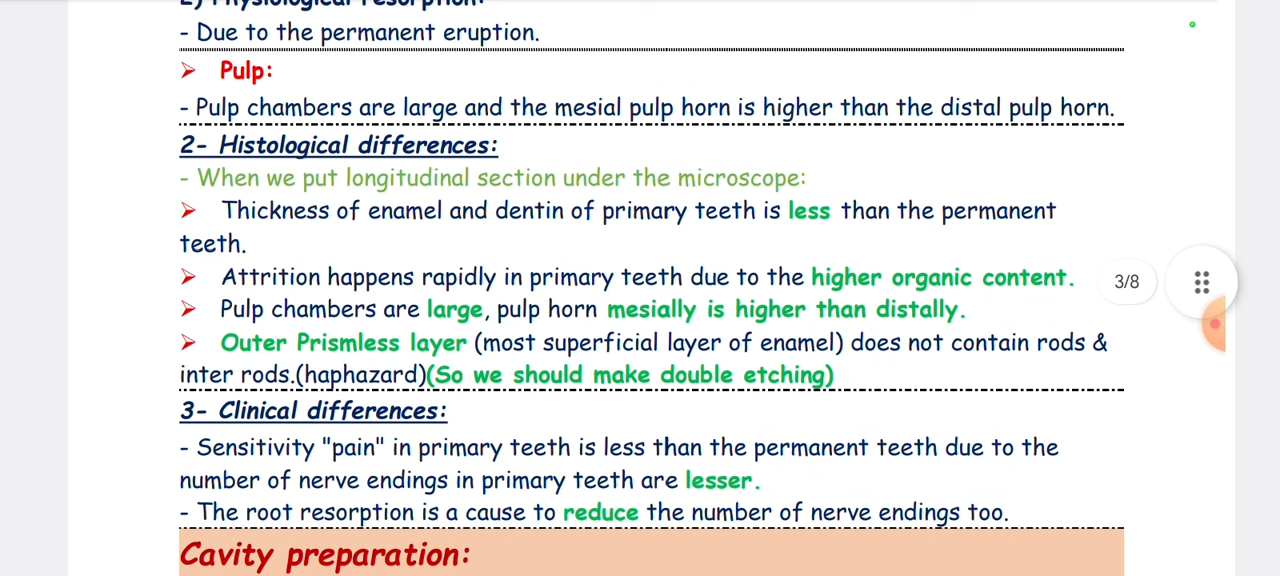 2) Physiological resorption:
- Due to the permanent eruption.
➢ Pulp:
- Pulp chambers are large and the mesial pulp horn is higher than the distal pulp horn.
2- Histological differences:
- When we put longitudinal section under the microscope:
➢ Thickness of enamel and dentin of primary teeth is less than the permanent
teeth.
➢ Attrition happens rapidly in primary teeth due to the higher organic content.
3/8
➢ Pulp chambers are large, pulp horn mesially is higher than distally.
➢ Outer Prismless layer (most superficial layer of enamel) does not contain rods &
inter rods.(haphazard)(So we should make double etching)
3- Clinical differences:
- Sensitivity "pain" in primary teeth is less than the permanent teeth due to the
number of nerve endings in primary teeth are lesser.
- The root resorption is a cause to reduce the number of nerve endings too.
Cavity preparation: